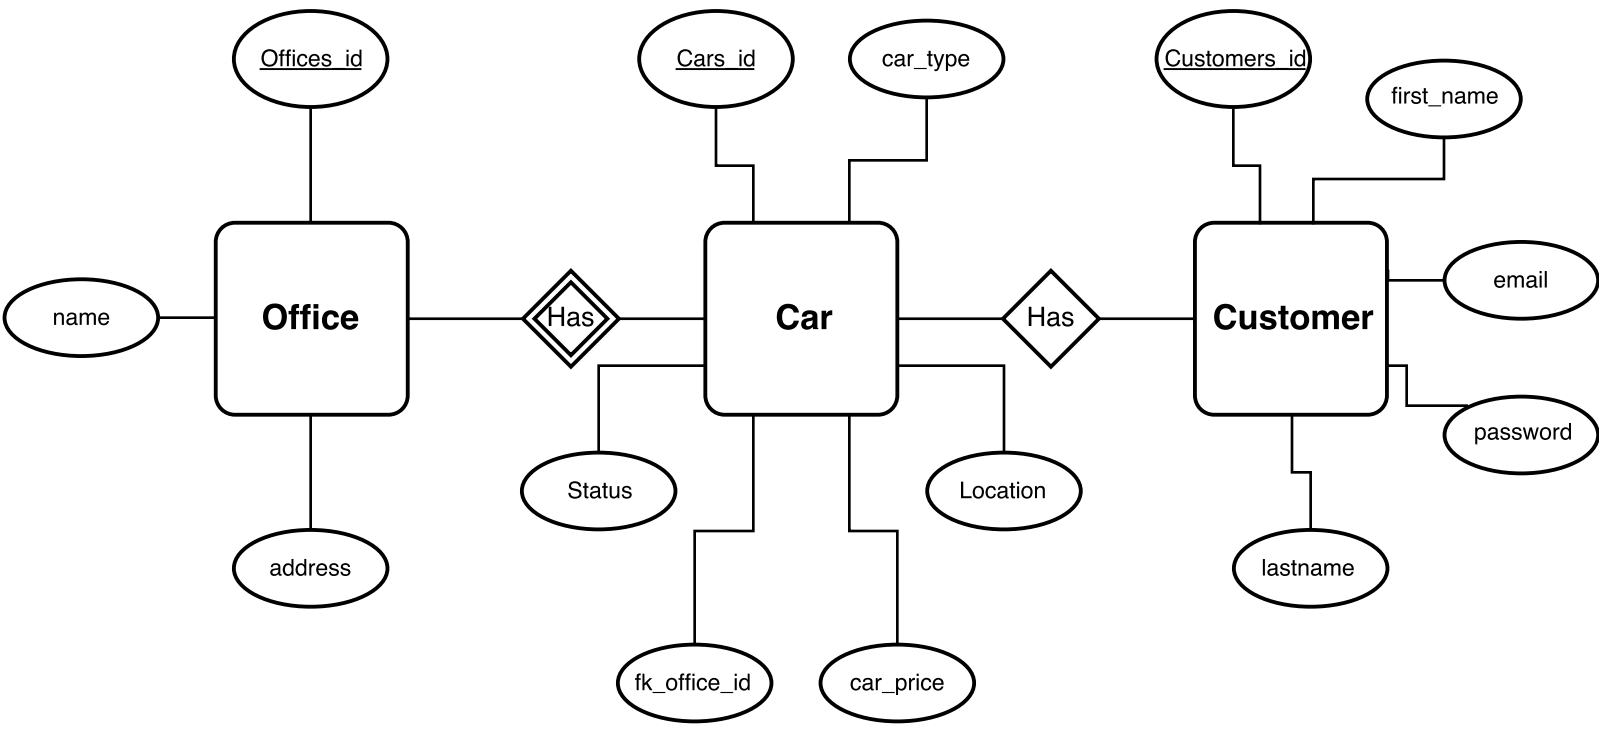 Offices_id
Cars_id
car_type
Customers_id
first_name
name
Office
Has
Car
Has
Customer
email
password
Status
Location
address
lastname
fk_office_id
car_price